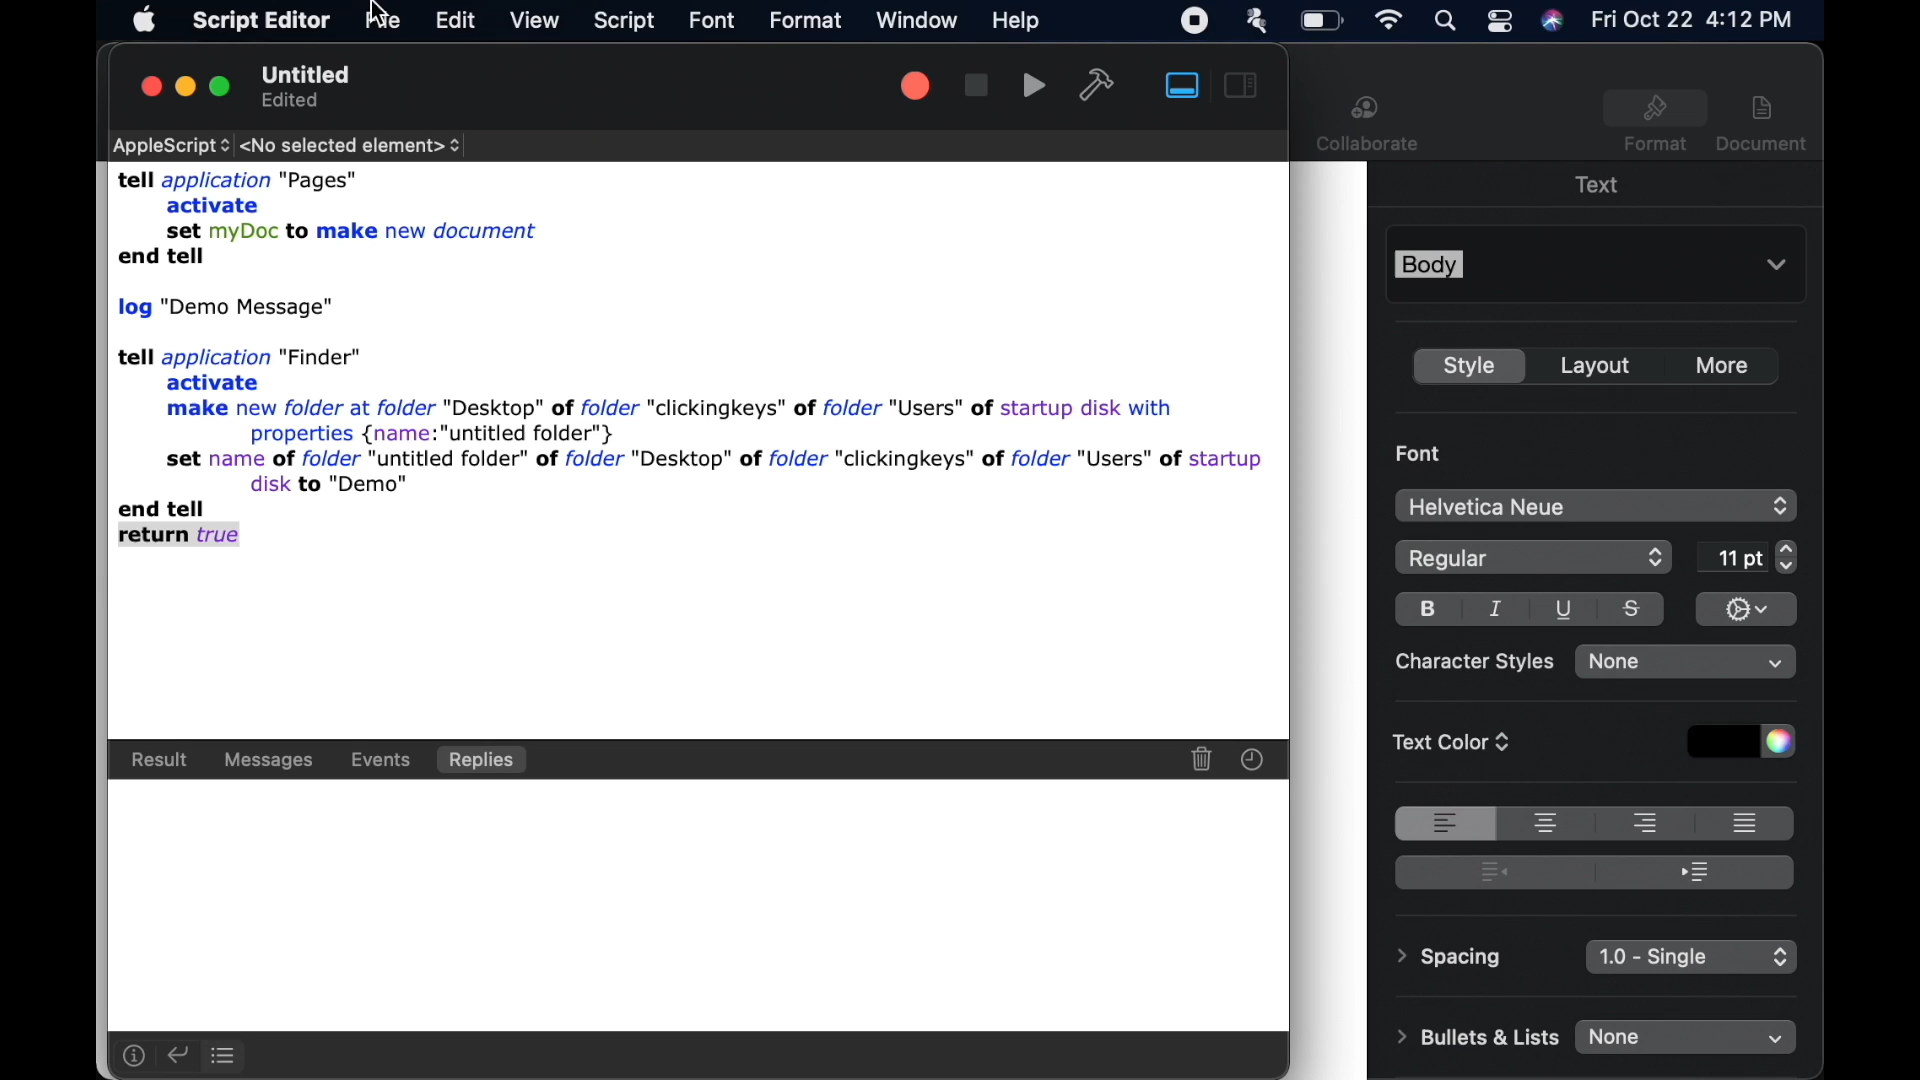 Script Editor File Edit View Script Font Format Window Help Fri Oct 22 4:12 PM
Untitled
Edited
AppleScript <No selected element>
tell application "Pages"
activate
set myDoc to make new document
end tell
log "Demo Message"
tell application "Finder"
activate
make new folder at folder "Desktop" of folder "clickingkeys" of folder "Users" of startup disk with
properties {name:"untitled folder"}
set name of folder "untitled folder" of folder "Desktop" of folder "clickingkeys" of folder "Users" of startup
disk to "Demo"
end tell
return true
Result Messages Events Replies
Collaborate Format Document
Text
Body
Style Layout More
Font
Helvetica Neue
Regular 11 pt
B I U S
Character Styles None
Text Color
Spacing 1.0 - Single
Bullets & Lists None